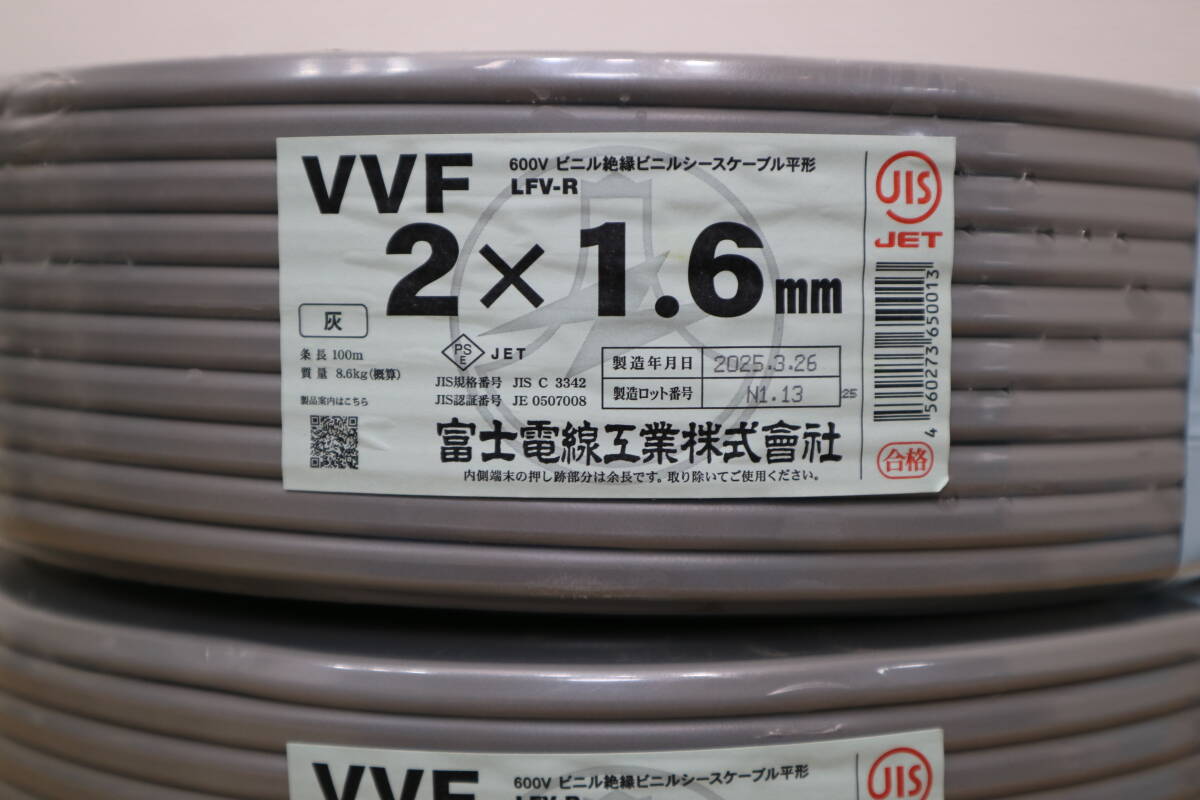 VVF
600V ビニル絶縁ビニルシースケーブル平形
LFV-R
2×1.6mm
灰
条長 100m
質量 8.6kg(概算)
製品案内はこちら
PS
E
JET
JIS規格番号 JIS C 3342
JIS認証番号 JE 0507008
製造年月日 2025.3.26
製造ロット番号 N1.13
25
富士電線工業株式會社
内側端末の押し跡部分は余長です。取り除いてご使用ください。
JIS
JET
4 560273 650013
合格
VVF
600V ビニル絶縁ビニルシースケーブル平形
LFV-R
JIS